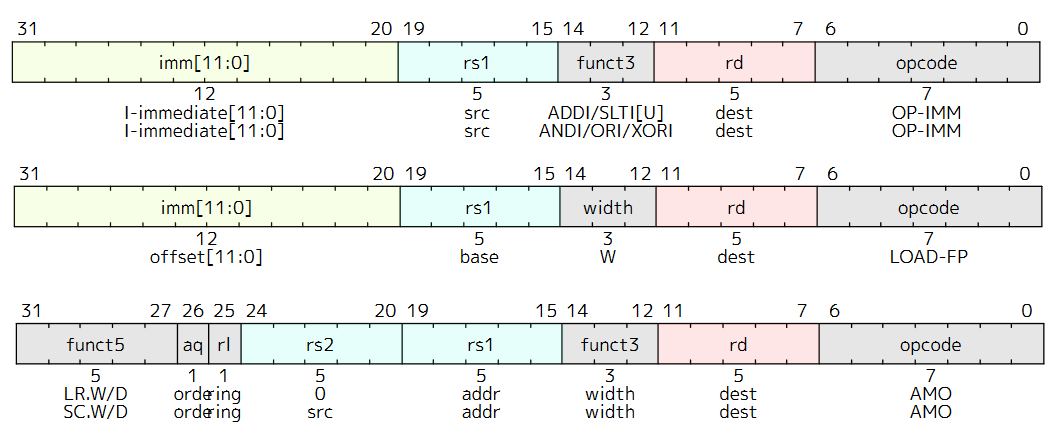 31 20 19 15 14 12 11 7 6 0
imm[11:0] rs1 funct3 rd opcode
12 5 3 5 7
I-immediate[11:0] src ADDI/SLTI[U] dest OP-IMM
I-immediate[11:0] src ANDI/ORI/XORI dest OP-IMM
31 20 19 15 14 12 11 7 6 0
imm[11:0] rs1 width rd opcode
12 5 3 5 7
offset[11:0] base W dest LOAD-FP
31 27 26 25 24 20 19 15 14 12 11 7 6 0
funct5 aq rl rs2 rs1 funct3 rd opcode
5 1 1 5 5 3 5 7
LR.W/D ordering 0 addr width dest AMO
SC.W/D ordering src addr width dest AMO